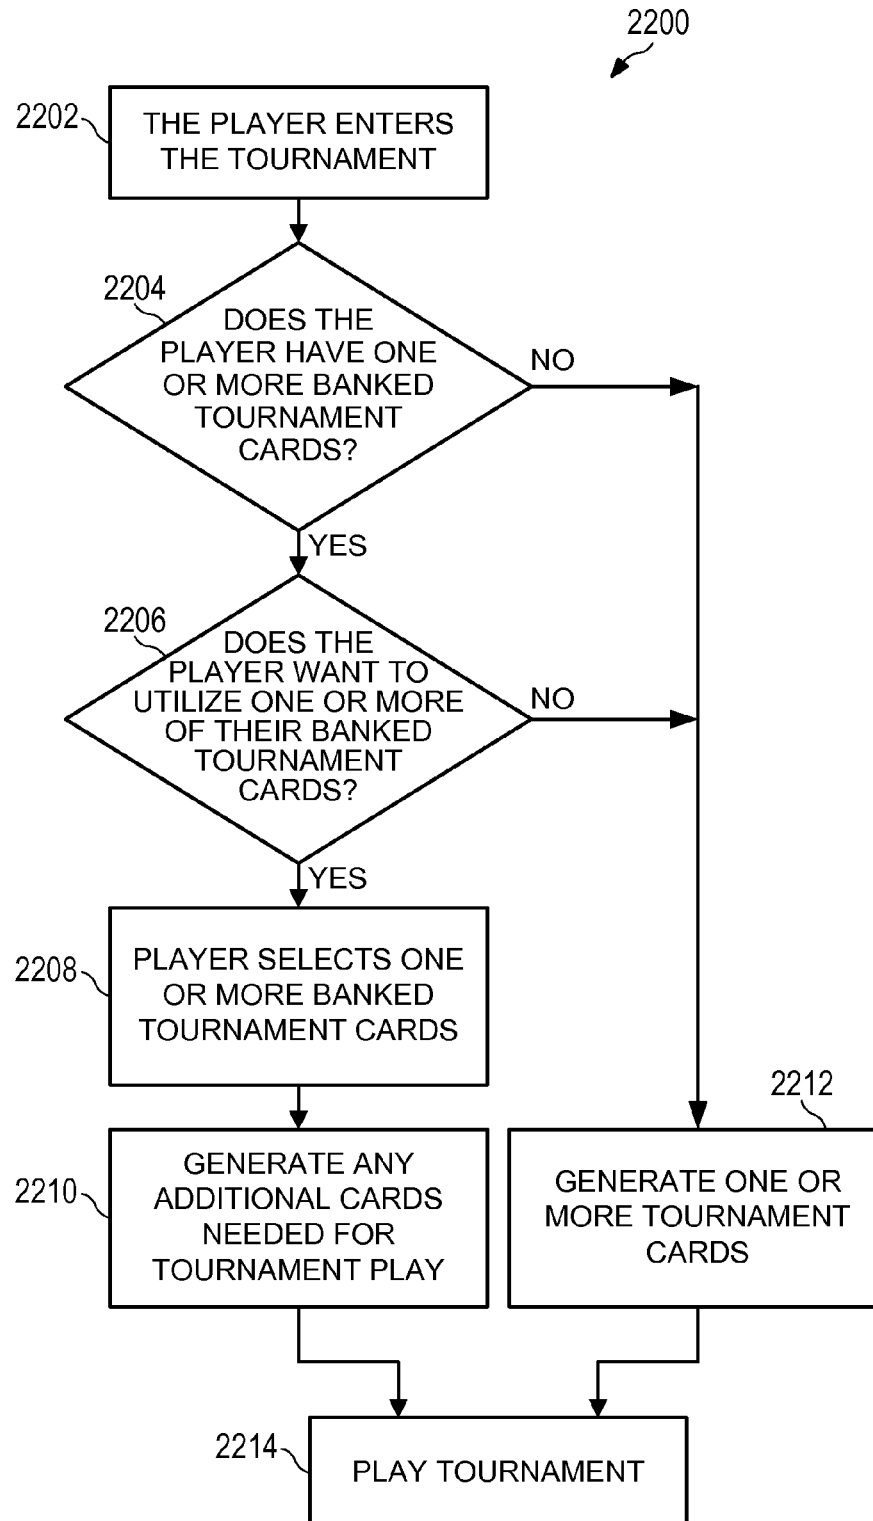 2200
2202
THE PLAYER ENTERS
THE TOURNAMENT
2204
DOES THE
PLAYER HAVE ONE
OR MORE BANKED
TOURNAMENT
CARDS?
NO
YES
2206
DOES THE
PLAYER WANT TO
UTILIZE ONE OR MORE
OF THEIR BANKED
TOURNAMENT
CARDS?
NO
YES
2208
PLAYER SELECTS ONE
OR MORE BANKED
TOURNAMENT CARDS
2210
GENERATE ANY
ADDITIONAL CARDS
NEEDED FOR
TOURNAMENT PLAY
2212
GENERATE ONE OR
MORE TOURNAMENT
CARDS
2214
PLAY TOURNAMENT